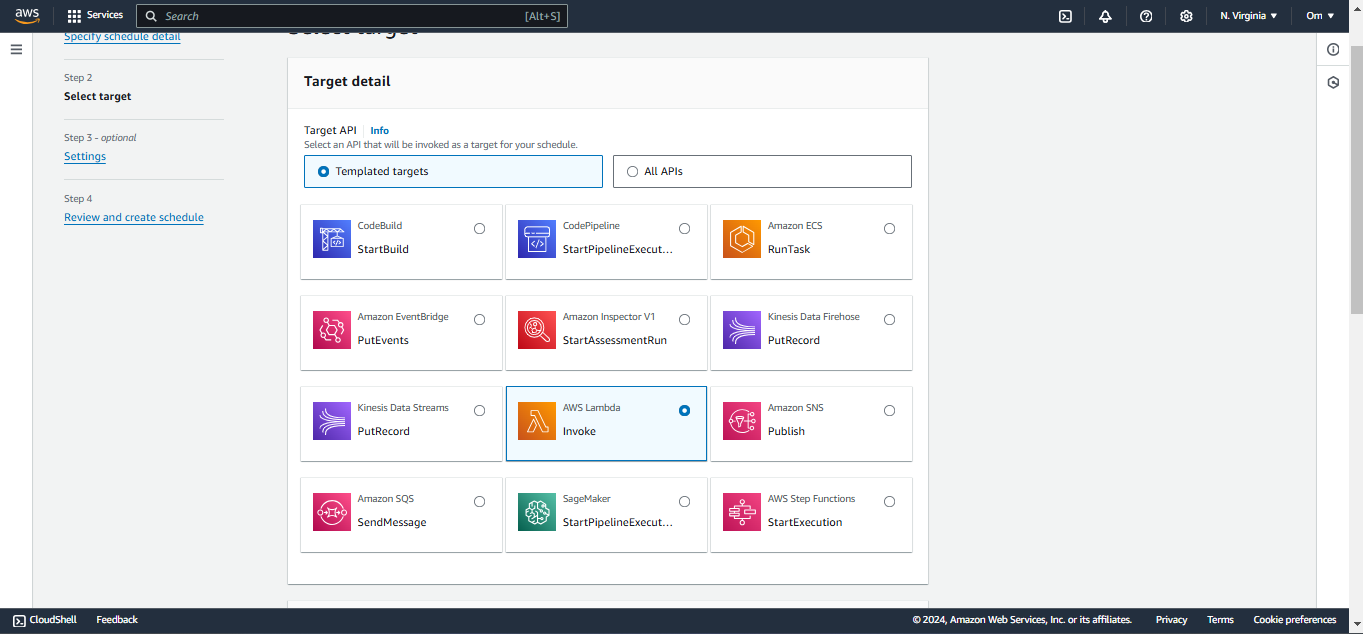 aws
Services
Search
[Alt+S]
N. Virginia
Om
Specify schedule detail
Step 2
Select target
Step 3 - optional
Settings
Step 4
Review and create schedule
Select target
Target detail
Target API
Info
Select an API that will be invoked as a target for your schedule.
Templated targets
All APIs
CodeBuild
StartBuild
CodePipeline
StartPipelineExecut...
Amazon ECS
RunTask
Amazon EventBridge
PutEvents
Amazon Inspector V1
StartAssessmentRun
Kinesis Data Firehose
PutRecord
Kinesis Data Streams
PutRecord
AWS Lambda
Invoke
Amazon SNS
Publish
Amazon SQS
SendMessage
SageMaker
StartPipelineExecut...
AWS Step Functions
StartExecution
CloudShell
Feedback
© 2024, Amazon Web Services, Inc. or its affiliates.
Privacy
Terms
Cookie preferences